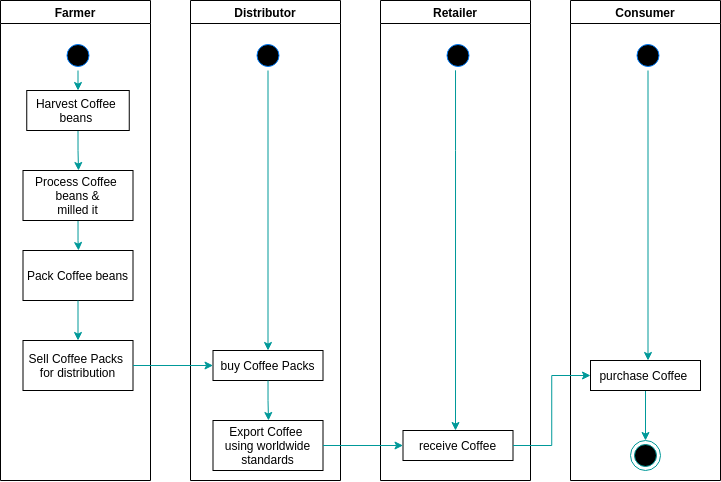 Farmer
Distributor
Retailer
Consumer
Harvest Coffee
beans
Process Coffee
beans &
milled it
Pack Coffee beans
Sell Coffee Packs
for distribution
buy Coffee Packs
Export Coffee
using worldwide
standards
receive Coffee
purchase Coffee